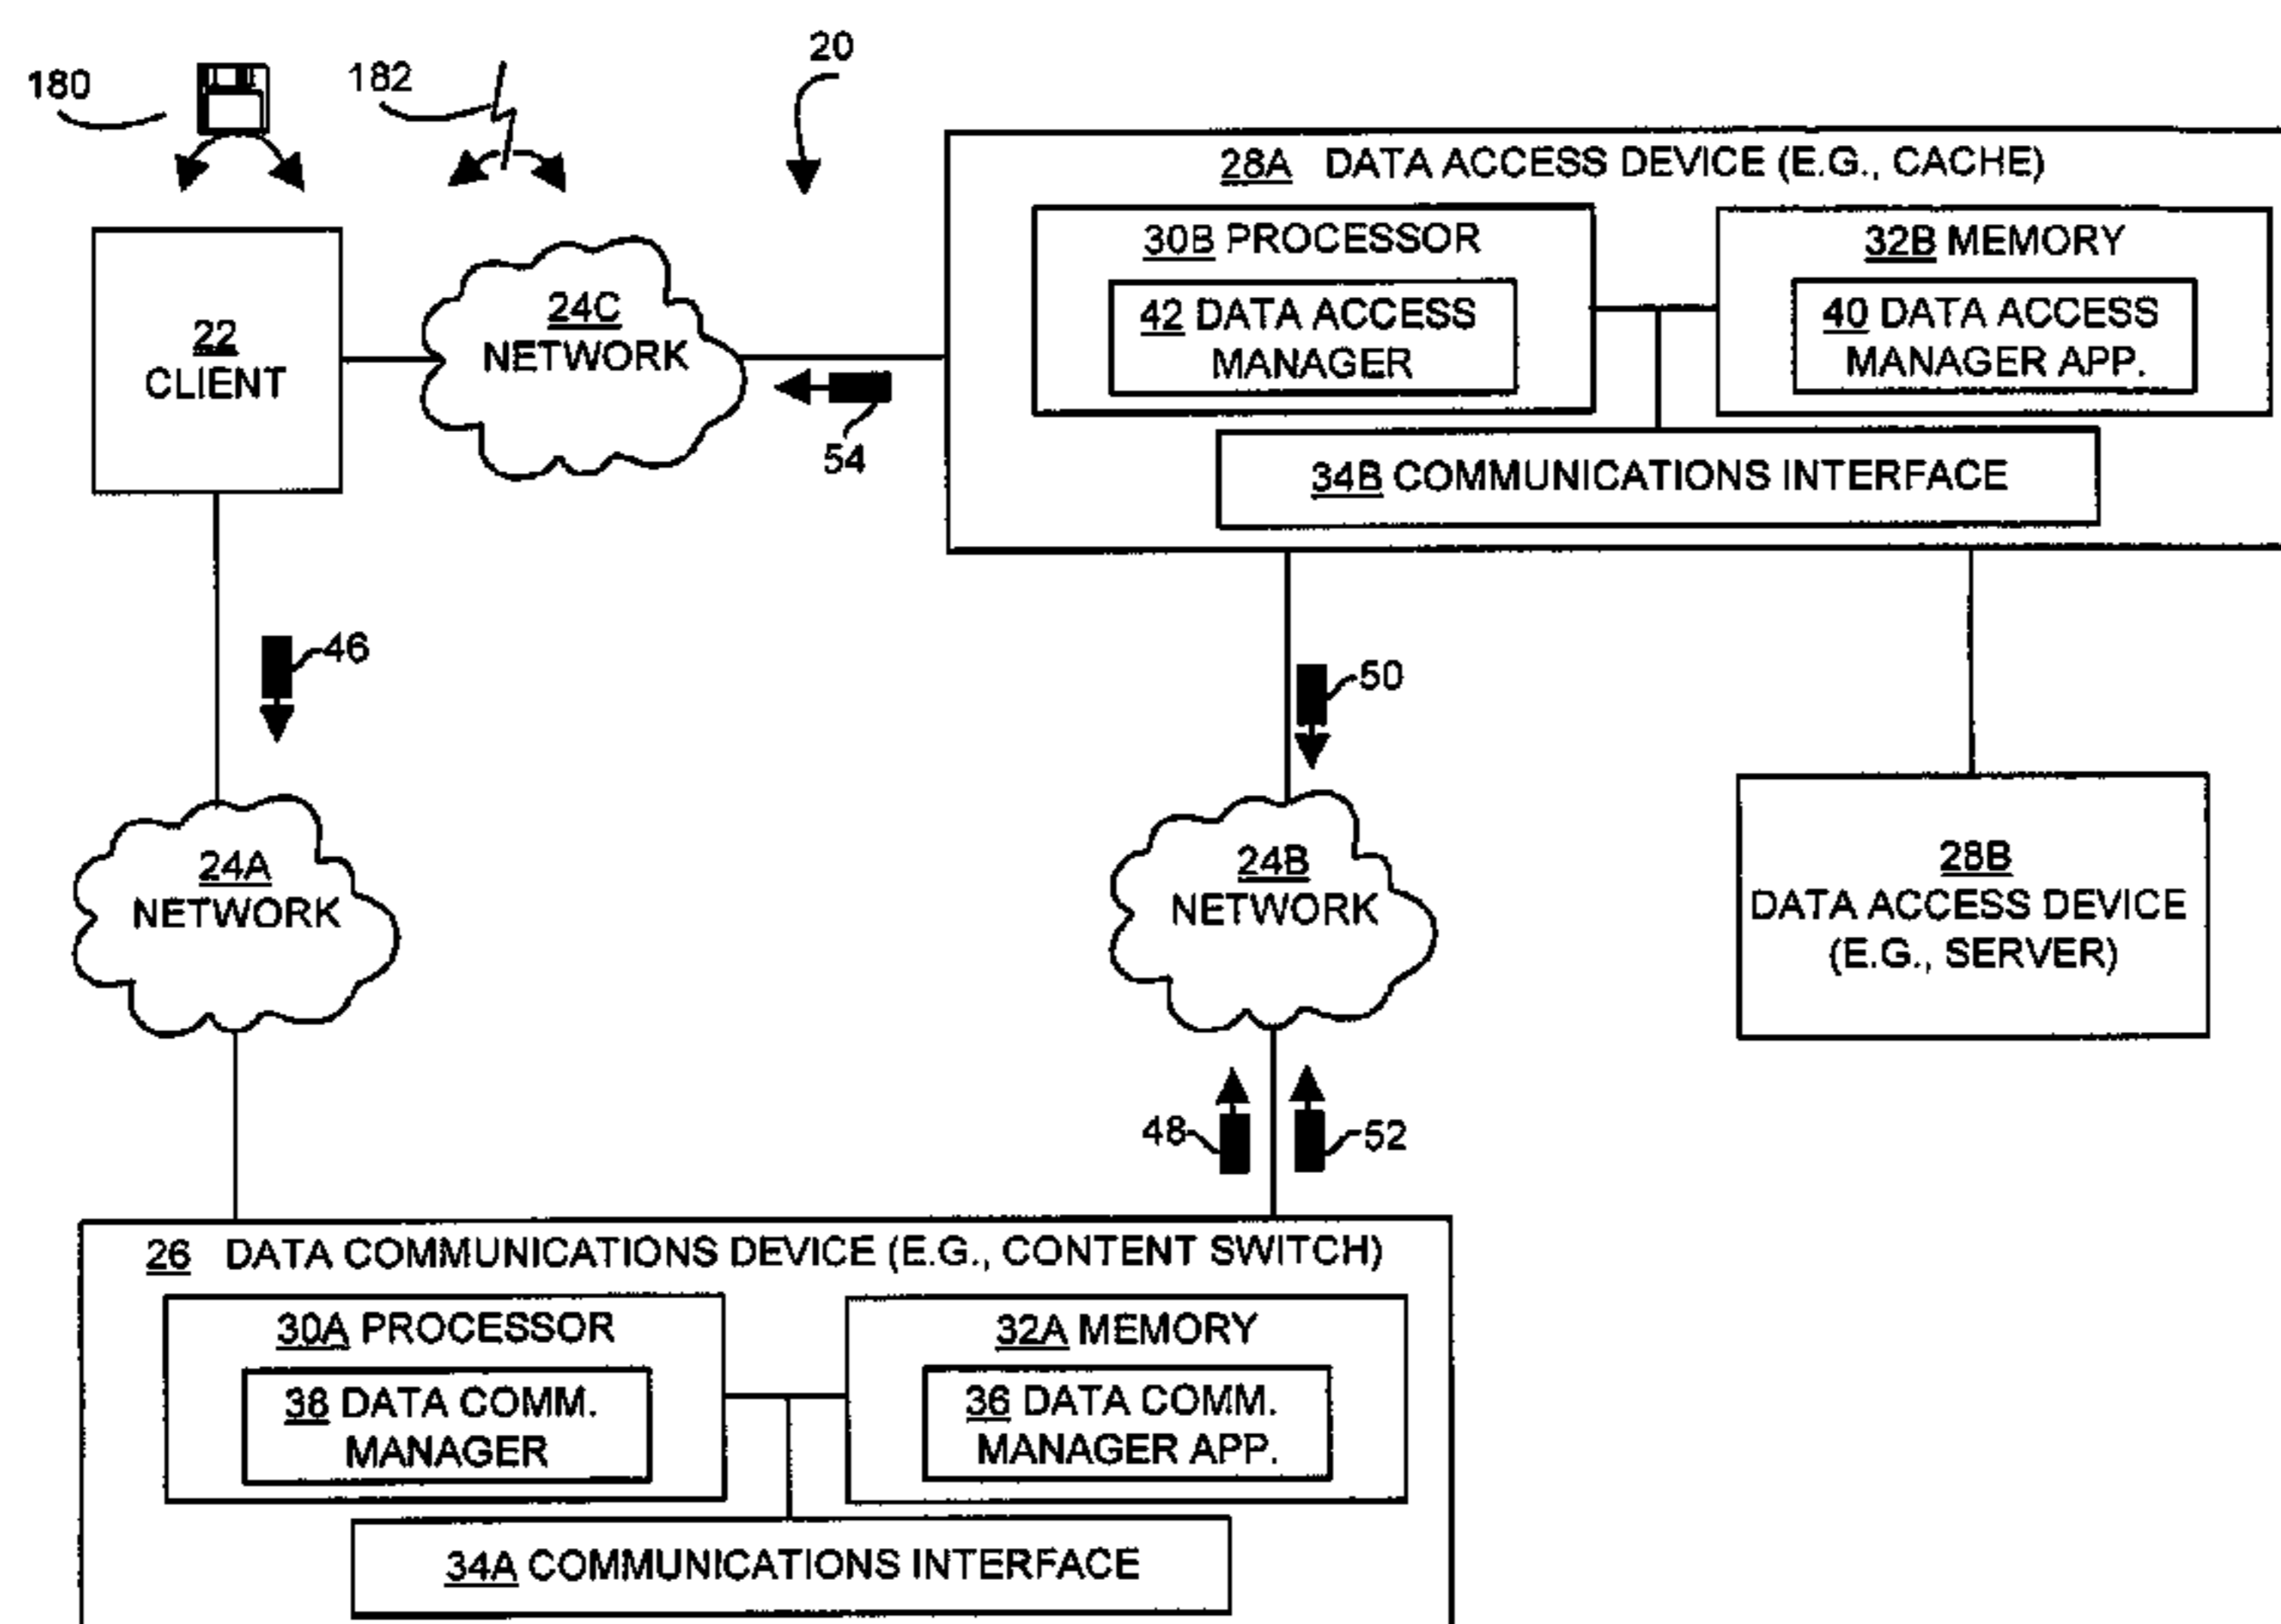 180
182
20
28A DATA ACCESS DEVICE (E.G., CACHE)
30B PROCESSOR
42 DATA ACCESS
MANAGER
32B MEMORY
40 DATA ACCESS
MANAGER APP.
34B COMMUNICATIONS INTERFACE
22
CLIENT
24C
NETWORK
54
46
50
24A
NETWORK
24B
NETWORK
28B
DATA ACCESS DEVICE
(E.G., SERVER)
48
52
26 DATA COMMUNICATIONS DEVICE (E.G., CONTENT SWITCH)
30A PROCESSOR
38 DATA COMM.
MANAGER
32A MEMORY
36 DATA COMM.
MANAGER APP.
34A COMMUNICATIONS INTERFACE